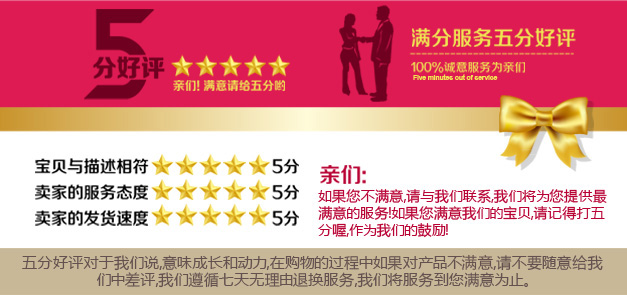 5
分好评
亲们! 满意请给五分哟
满分服务五分好评
100%诚意服务为亲们
Five minutes out of service
宝贝与描述相符 5分
卖家的服务态度 5分
卖家的发货速度 5分
亲们:
如果您不满意,请与我们联系,我们将为您提供最
满意的服务!如果您满意我们的宝贝,请记得打五
分喔,作为我们的鼓励!
五分好评对于我们说,意味成长和动力,在购物的过程中如果对产品不满意,请不要随意给我
们中差评,我们遵循七天无理由退换服务,我们将服务到您满意为止。